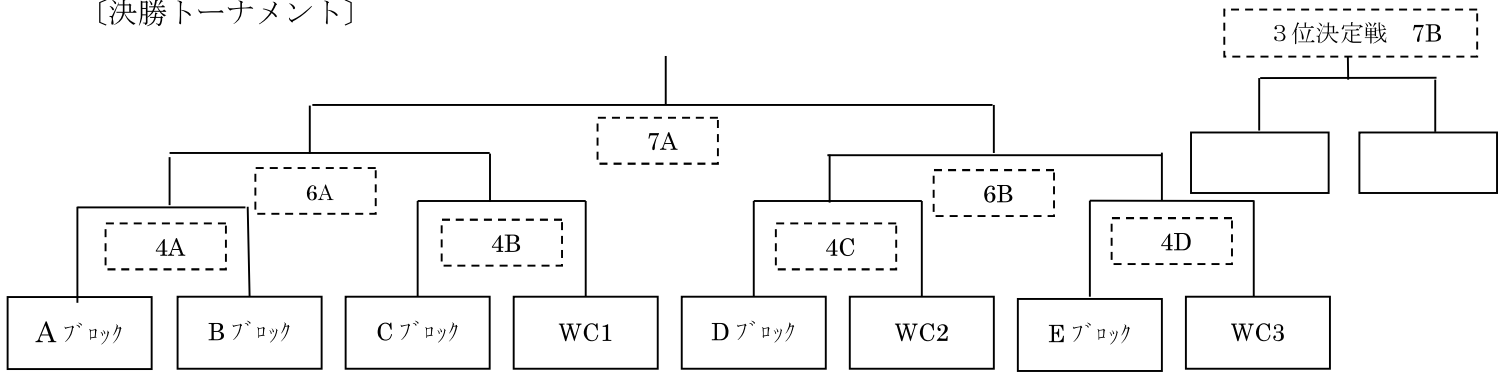 〔決勝トーナメント〕
３位決定戦　7B
7A
6A
6B
4A
4B
4C
4D
Aブロック
Bブロック
Cブロック
WC1
Dブロック
WC2
Eブロック
WC3